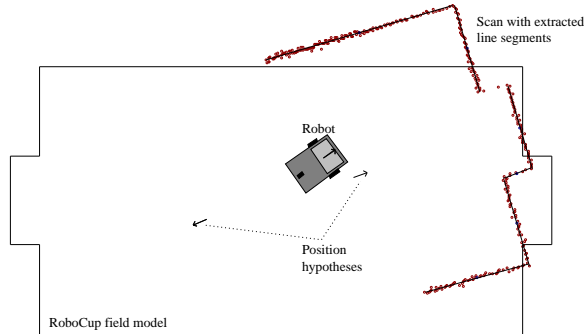 Scan with extracted
line segments
Robot
Position
hypotheses
RoboCup field model